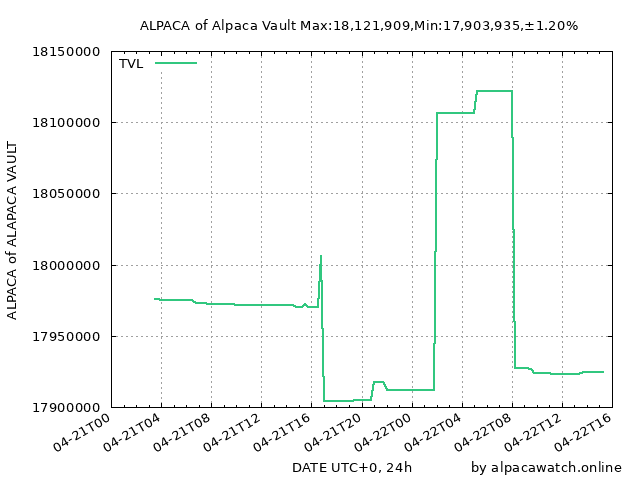 ALPACA of Alpaca Vault Max:18,121,909,Min:17,903,935,±1.20%
TVL
ALPACA of ALAPACA VAULT
18150000
18100000
18050000
18000000
17950000
17900000
04-21T00
04-21T04
04-21T08
04-21T12
04-21T16
04-21T20
04-22T00
04-22T04
04-22T08
04-22T12
04-22T16
DATE UTC+0, 24h
by alpacawatch.online